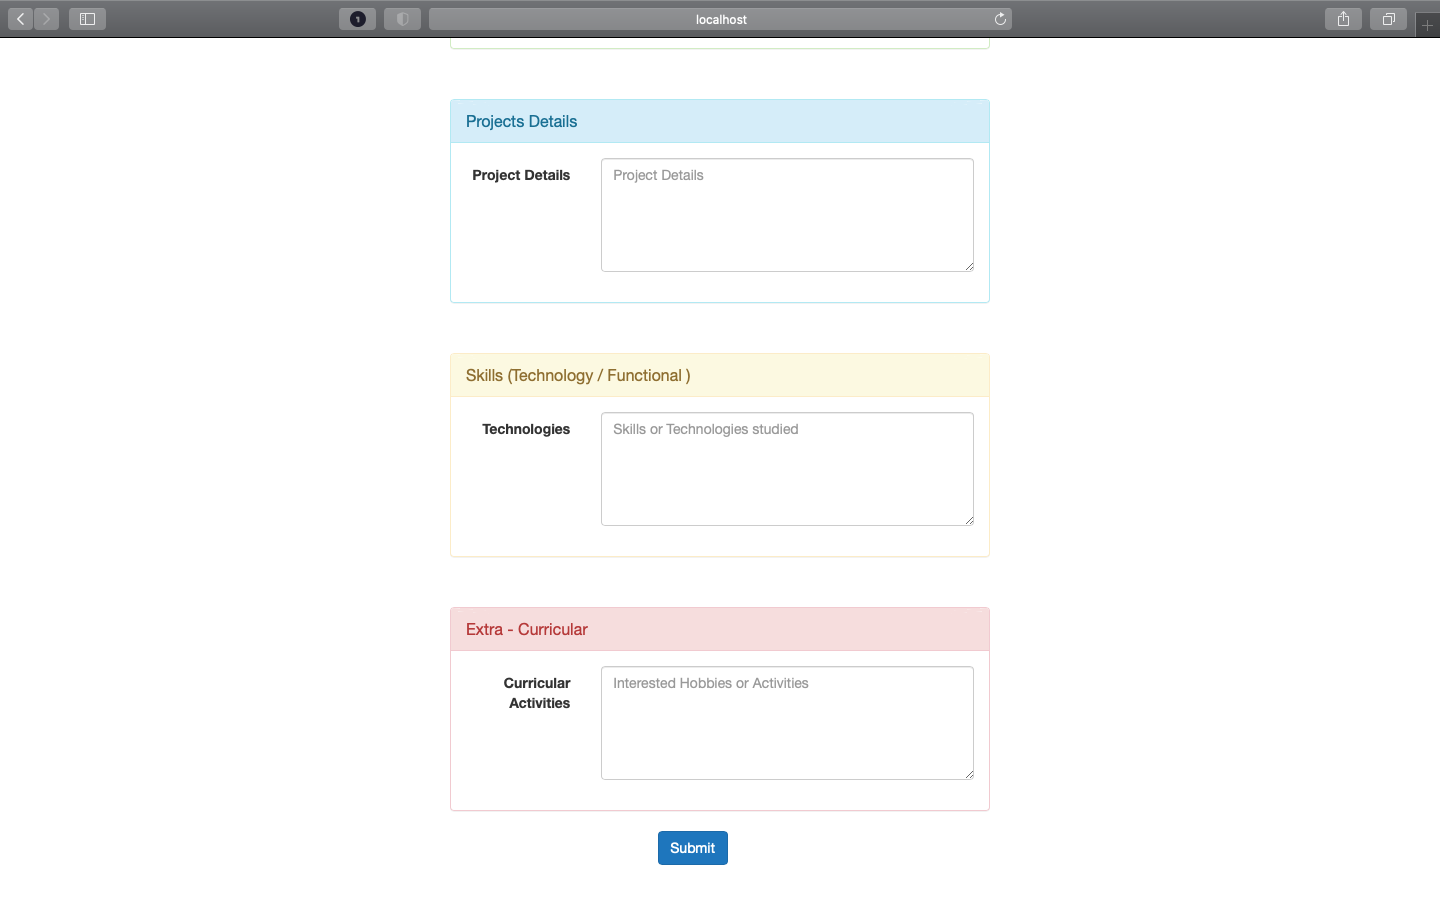 localhost
Projects Details
Project Details
Project Details
Skills (Technology / Functional )
Technologies
Skills or Technologies studied
Extra - Curricular
Curricular
Activities
Interested Hobbies or Activities
Submit